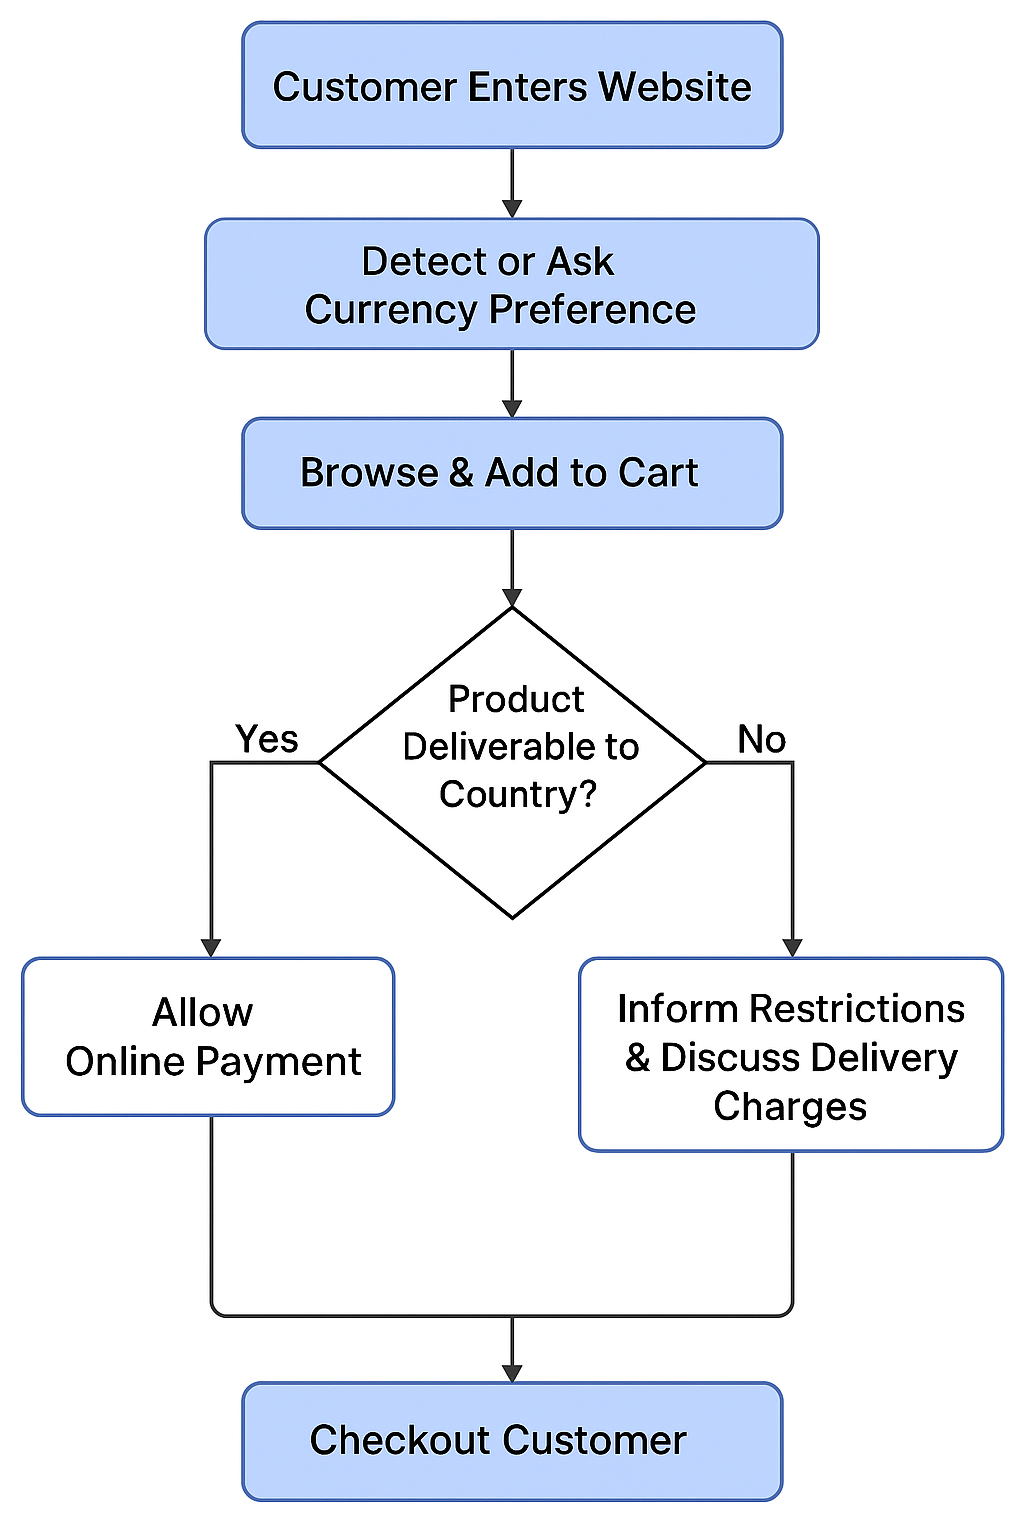 Customer Enters Website
Detect or Ask
Currency Preference
Browse & Add to Cart
Product
Deliverable to
Country?
Yes
No
Allow
Online Payment
Inform Restrictions
& Discuss Delivery
Charges
Checkout Customer